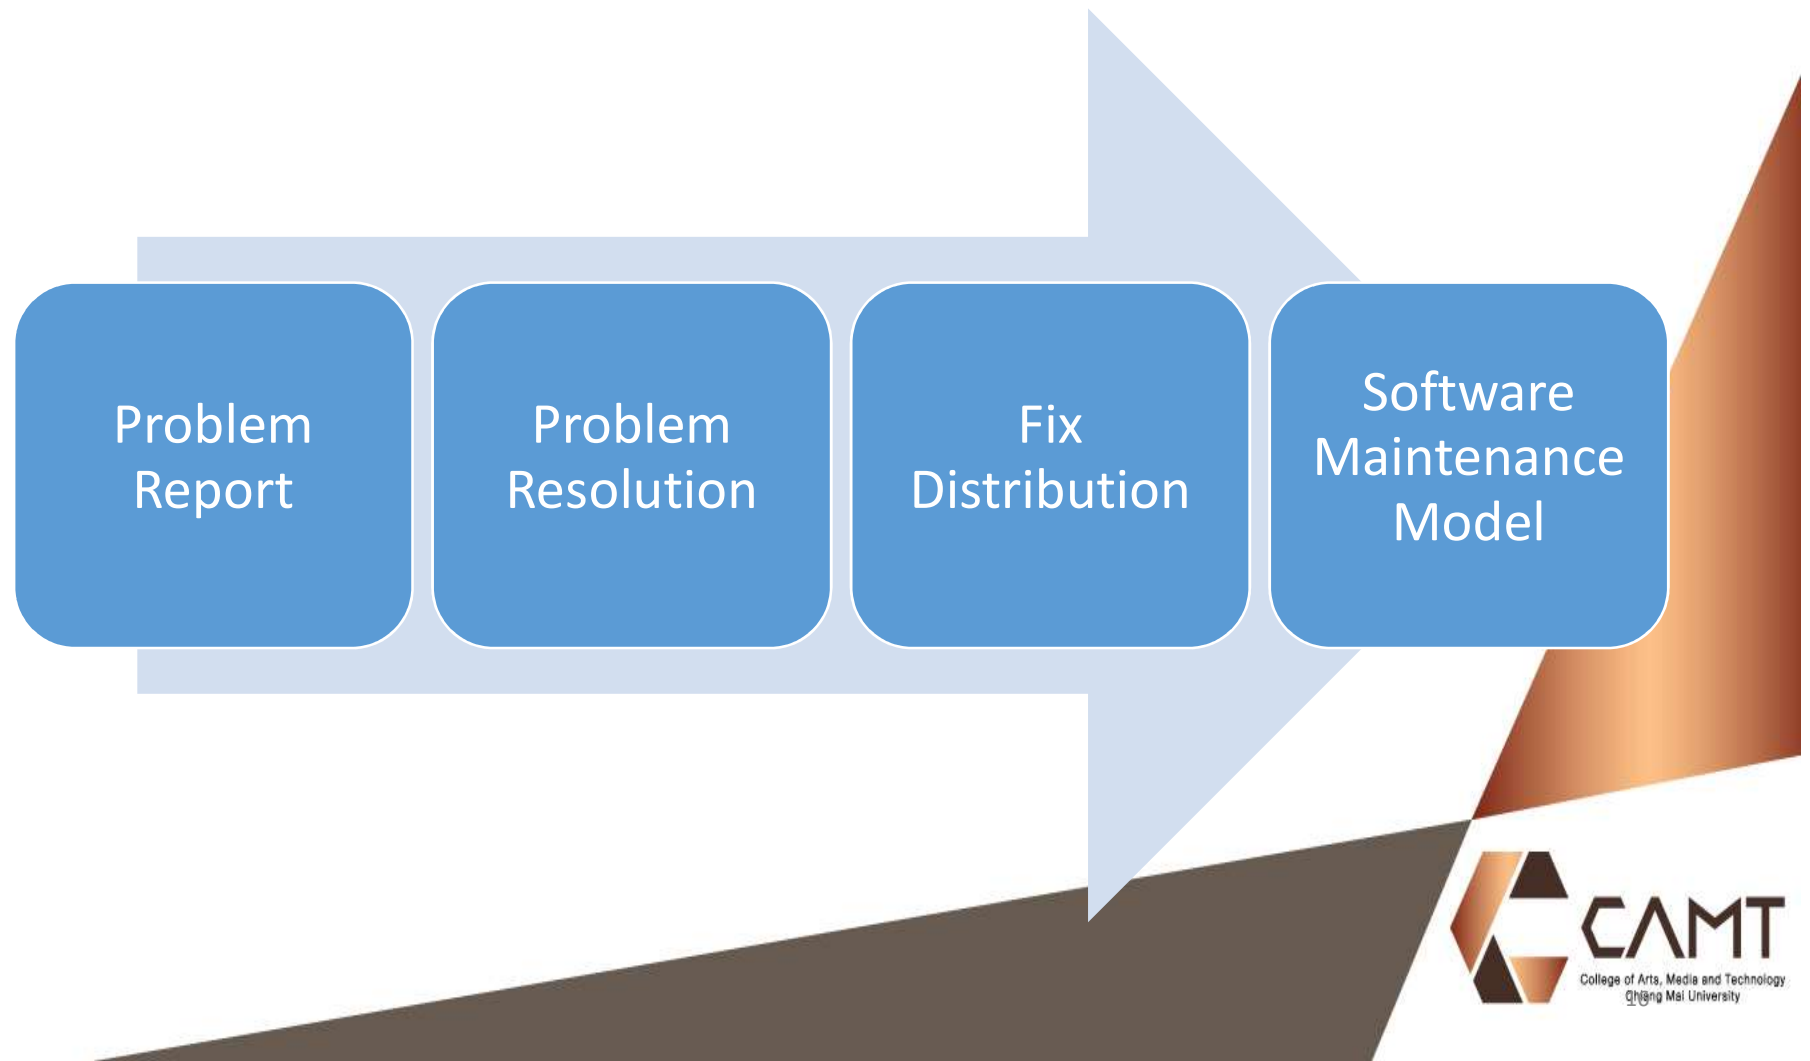 Problem
Report
Problem
Resolution
Fix
Distribution
Software
Maintenance
Model
CAMT
College of Arts, Media and Technology
Chiang Mai University